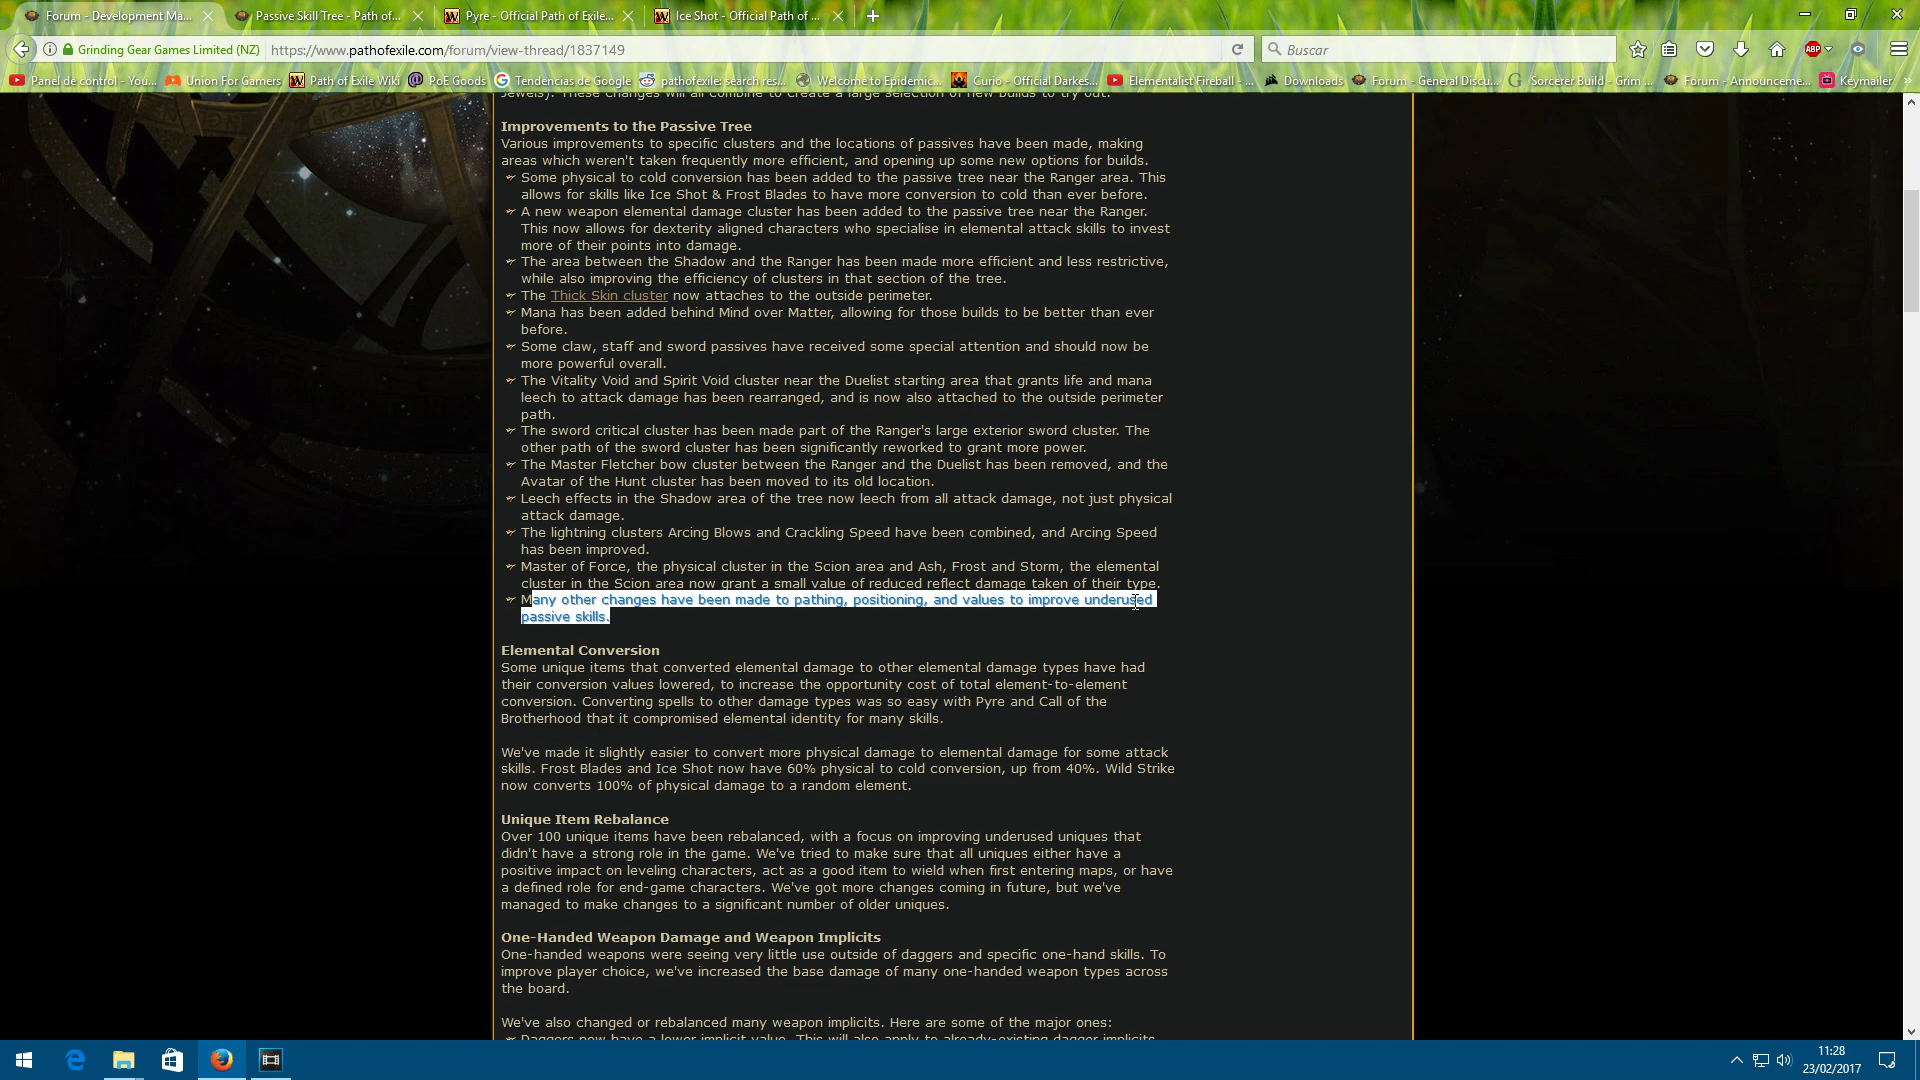 Forum - Development Ma...
Passive Skill Tree - Path of...
Pyre - Official Path of Exile...
Ice Shot - Official Path of ...
Grinding Gear Games Limited (NZ)
https://www.pathofexile.com/forum/view-thread/1837149
Buscar
ABP
Panel de control - You...
Union For Gamers
Path of Exile Wiki
PoE Goods
Tendencias de Google
pathofexile: search res...
Welcome to Epidemic...
Curio - Official Darkes...
Elementalist Fireball - ...
Downloads
Forum - General Discu...
Sorcerer Build - Grim ...
Forum - Announceme...
Keymailer
Jewels). These changes will all combine to create a large selection of new builds to try out.
Improvements to the Passive Tree
Various improvements to specific clusters and the locations of passives have been made, making
areas which weren't taken frequently more efficient, and opening up some new options for builds.
Some physical to cold conversion has been added to the passive tree near the Ranger area. This
allows for skills like Ice Shot & Frost Blades to have more conversion to cold than ever before.
A new weapon elemental damage cluster has been added to the passive tree near the Ranger.
This now allows for dexterity aligned characters who specialise in elemental attack skills to invest
more of their points into damage.
The area between the Shadow and the Ranger has been made more efficient and less restrictive,
while also improving the efficiency of clusters in that section of the tree.
The Thick Skin cluster now attaches to the outside perimeter.
Mana has been added behind Mind over Matter, allowing for those builds to be better than ever
before.
Some claw, staff and sword passives have received some special attention and should now be
more powerful overall.
The Vitality Void and Spirit Void cluster near the Duelist starting area that grants life and mana
leech to attack damage has been rearranged, and is now also attached to the outside perimeter
path.
The sword critical cluster has been made part of the Ranger's large exterior sword cluster. The
other path of the sword cluster has been significantly reworked to grant more power.
The Master Fletcher bow cluster between the Ranger and the Duelist has been removed, and the
Avatar of the Hunt cluster has been moved to its old location.
Leech effects in the Shadow area of the tree now leech from all attack damage, not just physical
attack damage.
The lightning clusters Arcing Blows and Crackling Speed have been combined, and Arcing Speed
has been improved.
Master of Force, the physical cluster in the Scion area and Ash, Frost and Storm, the elemental
cluster in the Scion area now grant a small value of reduced reflect damage taken of their type.
Many other changes have been made to pathing, positioning, and values to improve underused
passive skills.
Elemental Conversion
Some unique items that converted elemental damage to other elemental damage types have had
their conversion values lowered, to increase the opportunity cost of total element-to-element
conversion. Converting spells to other damage types was so easy with Pyre and Call of the
Brotherhood that it compromised elemental identity for many skills.
We've made it slightly easier to convert more physical damage to elemental damage for some attack
skills. Frost Blades and Ice Shot now have 60% physical to cold conversion, up from 40%. Wild Strike
now converts 100% of physical damage to a random element.
Unique Item Rebalance
Over 100 unique items have been rebalanced, with a focus on improving underused uniques that
didn't have a strong role in the game. We've tried to make sure that all uniques either have a
positive impact on leveling characters, act as a good item to wield when first entering maps, or have
a defined role for end-game characters. We've got more changes coming in future, but we've
managed to make changes to a significant number of older uniques.
One-Handed Weapon Damage and Weapon Implicits
One-handed weapons were seeing very little use outside of daggers and specific one-hand skills. To
improve player choice, we've increased the base damage of many one-handed weapon types across
the board.
We've also changed or rebalanced many weapon implicits. Here are some of the major ones:
Daggers now have a lower implicit value. This will also apply to already-existing dagger implicits
11:28
23/02/2017